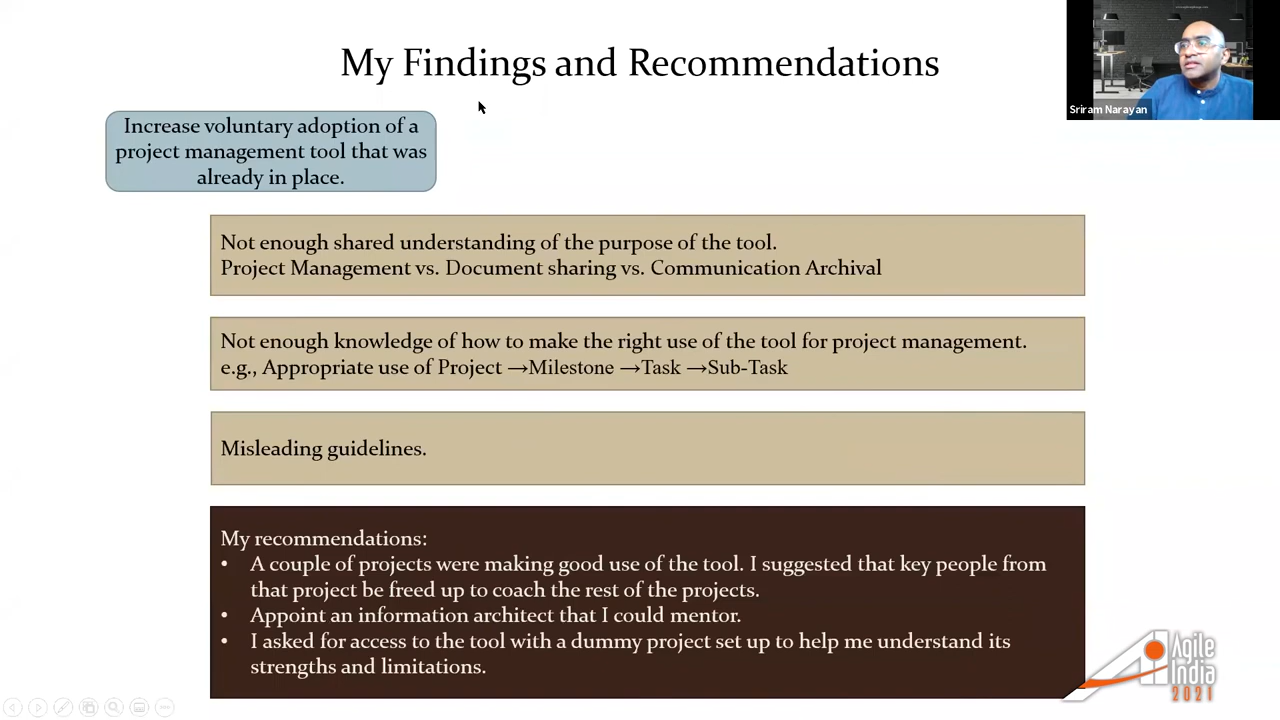 My Findings and Recommendations
Sriram Narayan
Increase voluntary adoption of a
project management tool that was
already in place.
Not enough shared understanding of the purpose of the tool.
Project Management vs. Document sharing vs. Communication Archival
Not enough knowledge of how to make the right use of the tool for project management.
e.g., Appropriate use of Project →Milestone →Task →Sub-Task
Misleading guidelines.
My recommendations:
• A couple of projects were making good use of the tool. I suggested that key people from
that project be freed up to coach the rest of the projects.
• Appoint an information architect that I could mentor.
• I asked for access to the tool with a dummy project set up to help me understand its
strengths and limitations.
Agile
India
2021